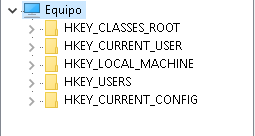 Equipo
HKEY_CLASSES_ROOT
HKEY_CURRENT_USER
HKEY_LOCAL_MACHINE
HKEY_USERS
HKEY_CURRENT_CONFIG